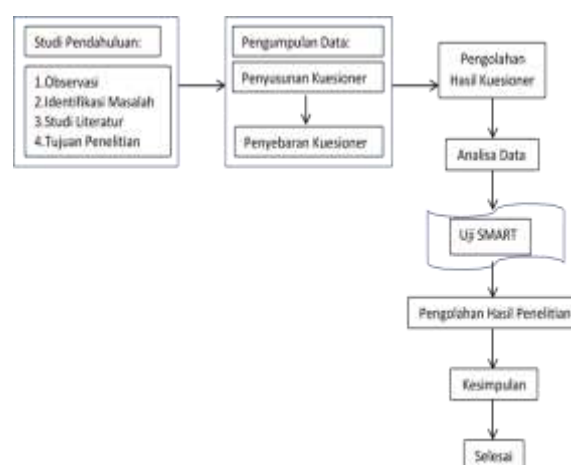 Studi Pendahuluan:
1.Observasi
2.Identifikasi Masalah
3.Studi Literatur
4.Tujuan Penelitian
Pengumpulan Data:
Penyusunan Kuesioner
Penyebaran Kuesioner
Pengolahan
Hasil Kuesioner
Analisa Data
Uji SMART
Pengolahan Hasil Penelitian
Kesimpulan
Selesai